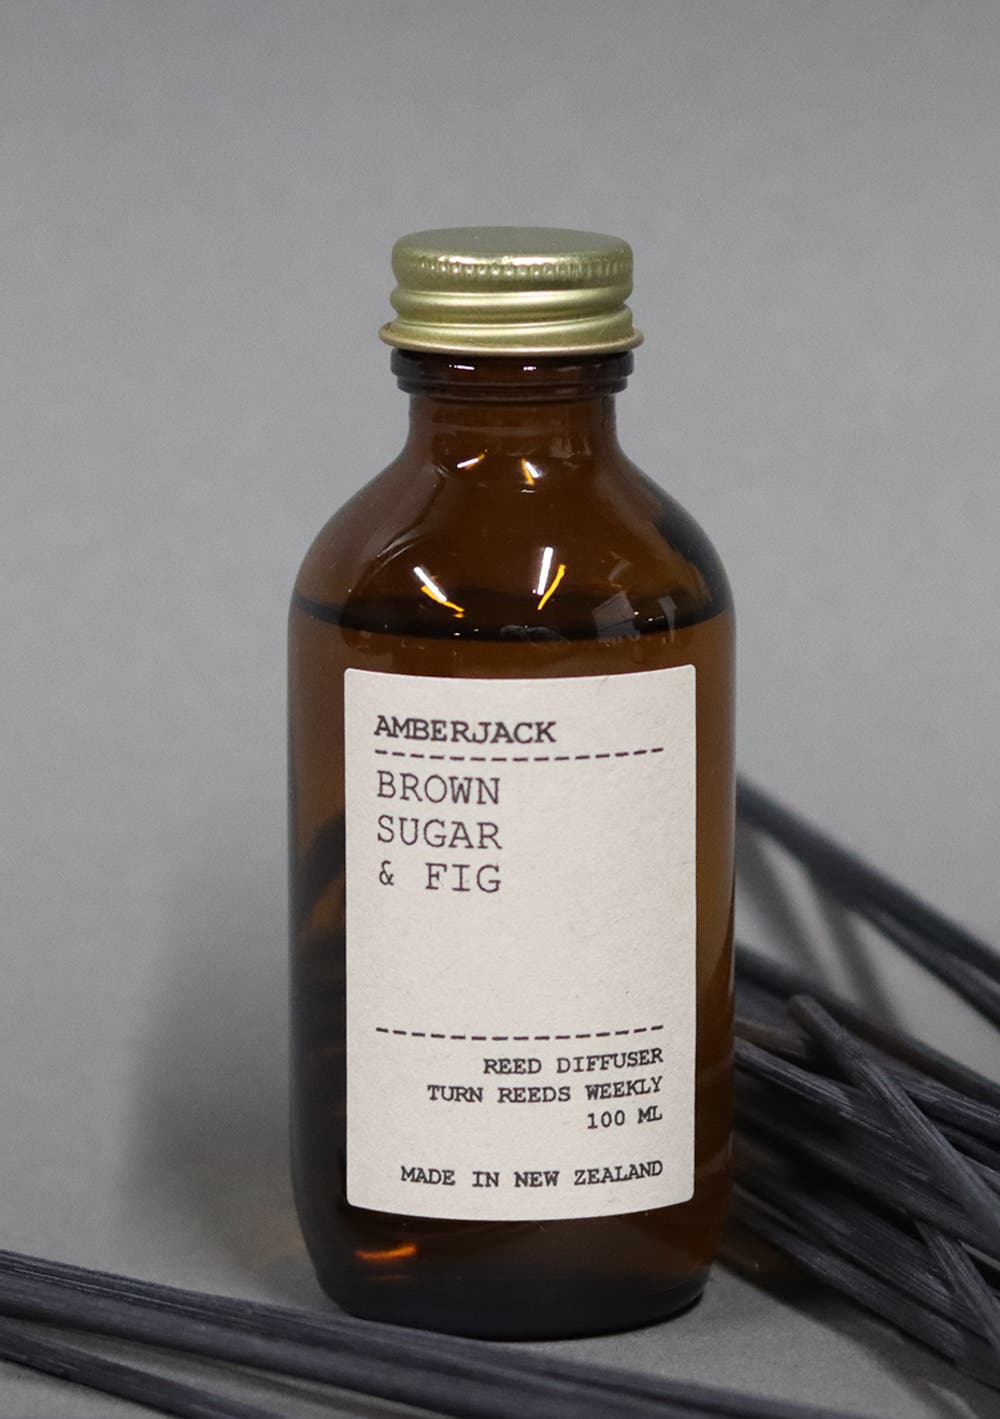 AMBERJACK
BROWN
SUGAR
& FIG
REED DIFFUSER
TURN REEDS WEEKLY
100 ML
MADE IN NEW ZEALAND